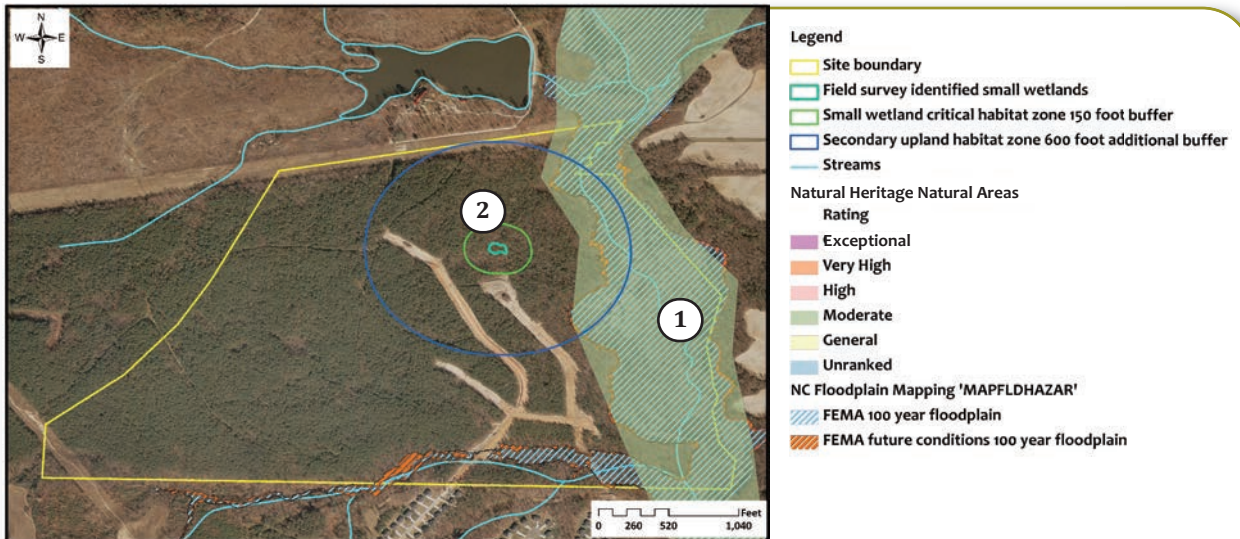 N
W E
S
2
1
Feet
0 260 520 1,040
Legend
Site boundary
Field survey identified small wetlands
Small wetland critical habitat zone 150 foot buffer
Secondary upland habitat zone 600 foot additional buffer
Streams
Natural Heritage Natural Areas
Rating
Exceptional
Very High
High
Moderate
General
Unranked
NC Floodplain Mapping 'MAPFLDHAZAR'
FEMA 100 year floodplain
FEMA future conditions 100 year floodplain